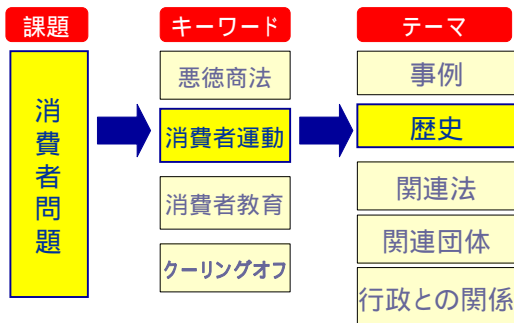 課題
キーワード
テーマ
消費者問題
悪徳商法
消費者運動
消費者教育
クーリングオフ
事例
歴史
関連法
関連団体
行政との関係